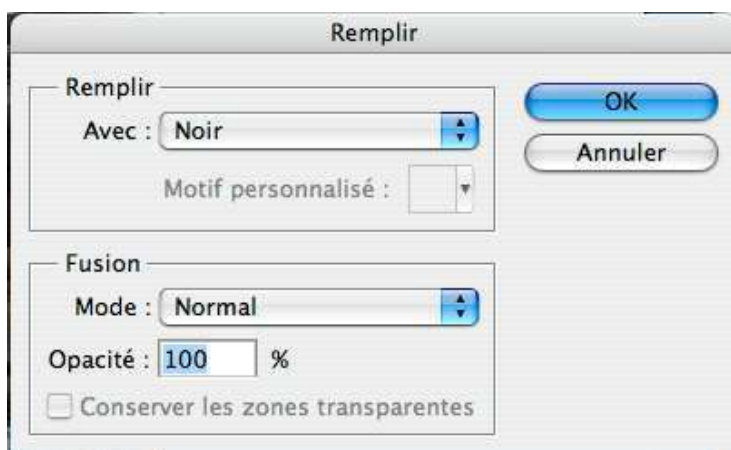 Remplir
Remplir
Avec : Noir
OK
Annuler
Motif personnalisé :
Fusion
Mode : Normal
Opacité : 100 %
Conserver les zones transparentes